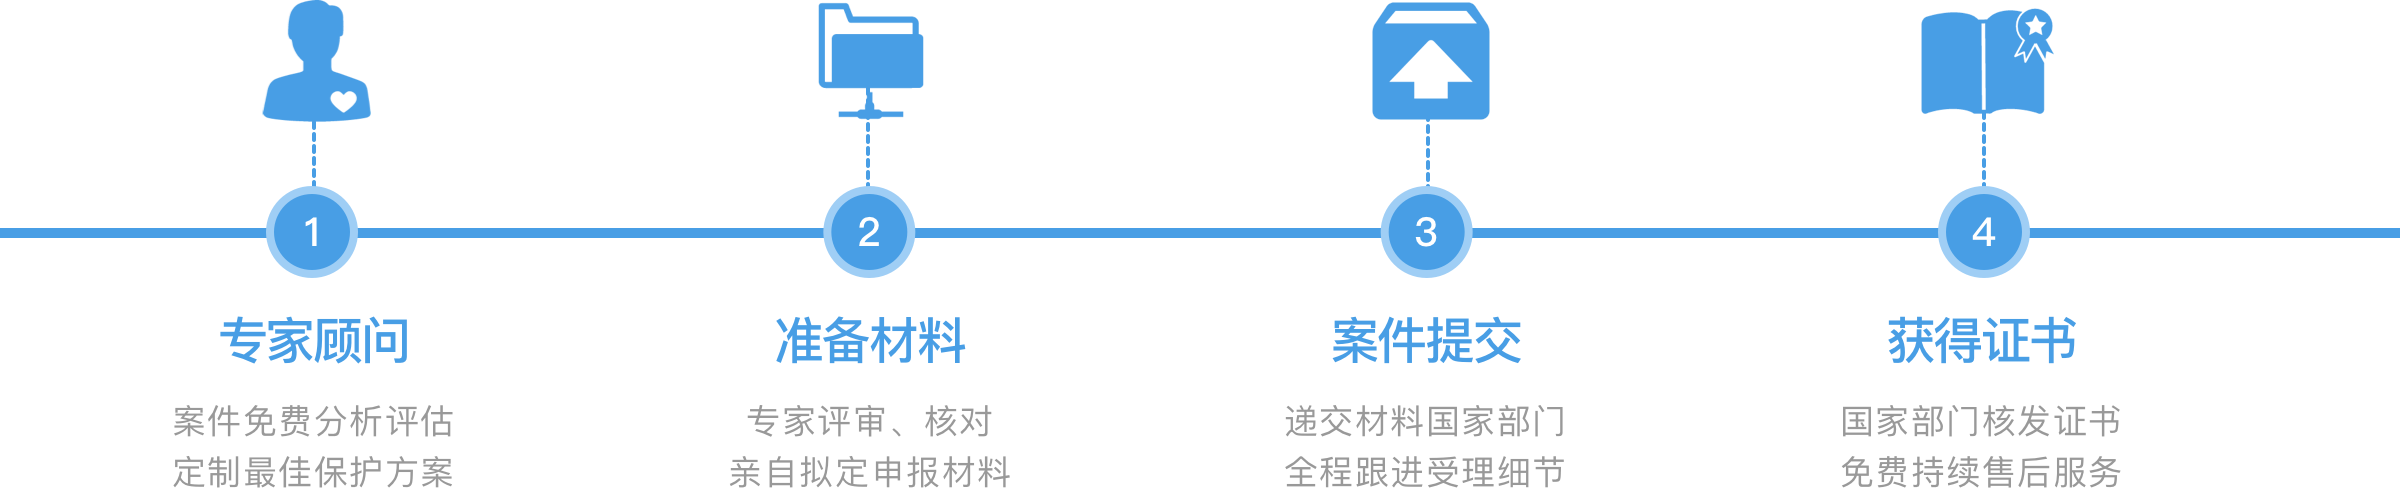 1
专家顾问
案件免费分析评估
定制最佳保护方案
2
准备材料
专家评审、核对
亲自拟定申报材料
3
案件提交
递交材料国家部门
全程跟进受理细节
4
获得证书
国家部门核发证书
免费持续售后服务